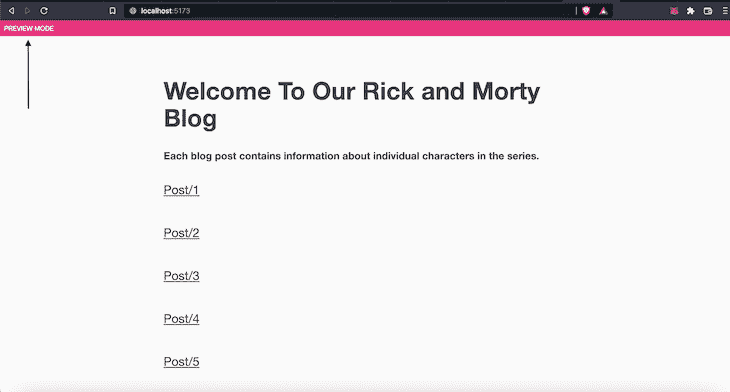 localhost:5173
PREVIEW MODE
Welcome To Our Rick and Morty
Blog
Each blog post contains information about individual characters in the series.
Post/1
Post/2
Post/3
Post/4
Post/5